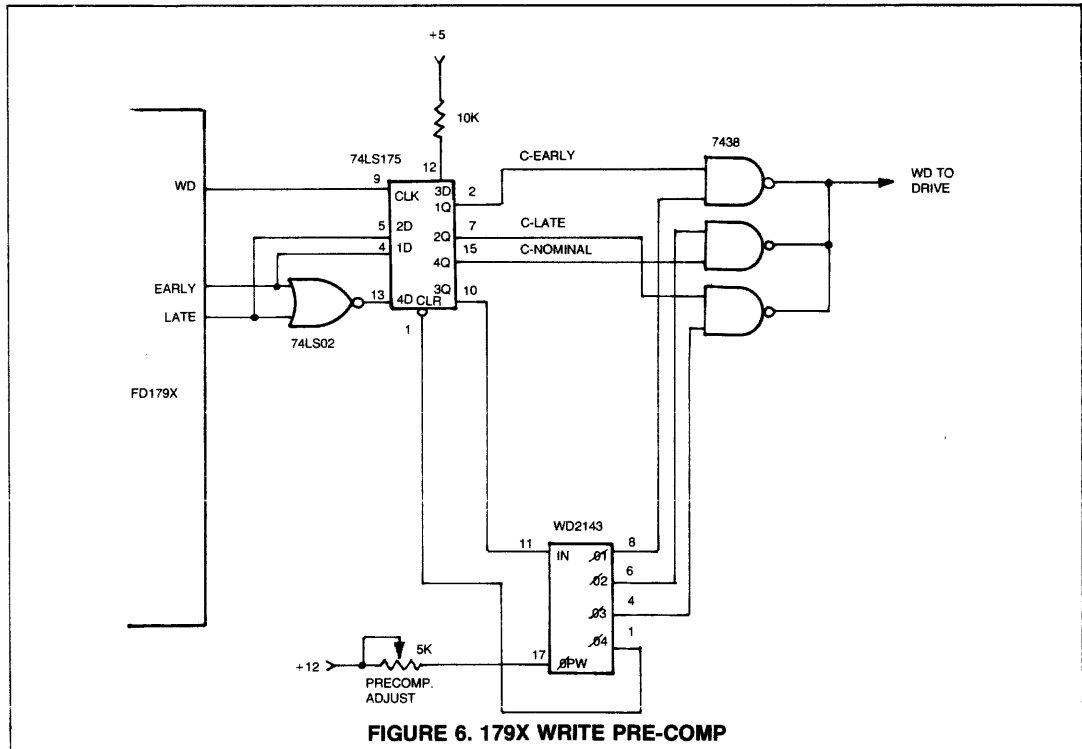 +5
10K
74LS175
12
7438
C-EARLY
WD
9
CLK
3D
2
1Q
WD TO
DRIVE
5
2D
C-LATE
7
2Q
4
1D
15
C-NOMINAL
4Q
EARLY
3Q
10
13
4D
CLR
LATE
1
74LS02
FD179X
WD2143
11
IN
Ø1
8
Ø2
6
Ø3
4
Ø4
1
5K
+12
17
ØPW
PRECOMP.
ADJUST
FIGURE 6. 179X WRITE PRE-COMP